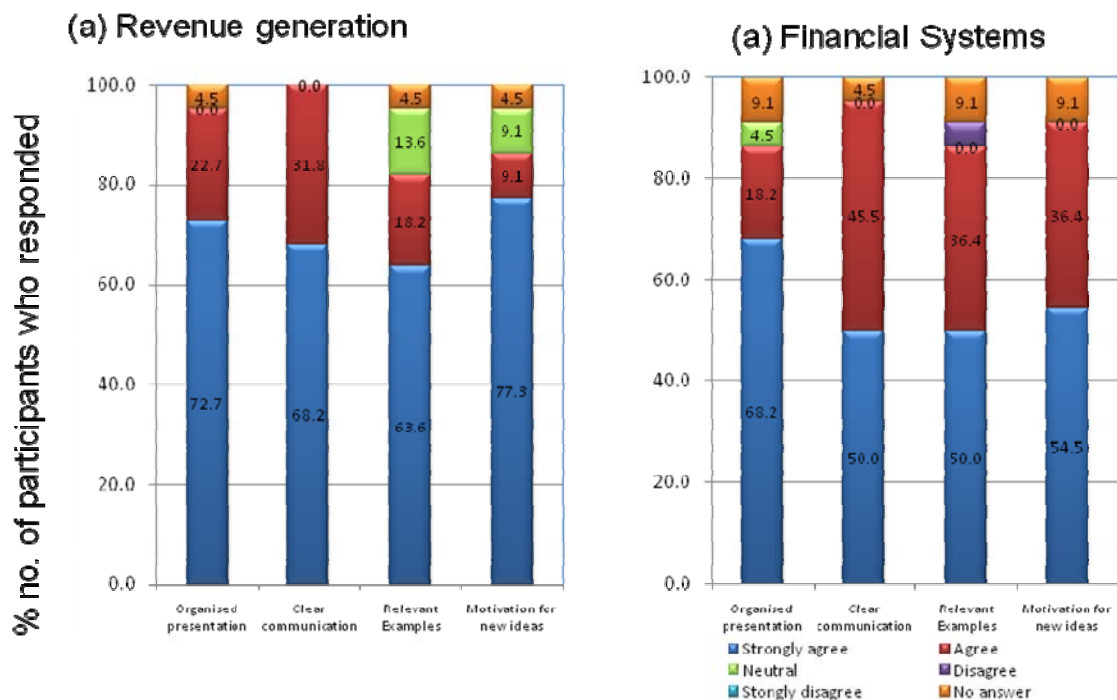 (a) Revenue generation
% no. of participants who responded
100.0
80.0
60.0
40.0
20.0
0.0
4.5
0.0
22.7
72.7
0.0
31.8
68.2
4.5
13.6
18.2
63.6
4.5
9.1
9.1
77.3
Organised
presentation
Clear
communication
Relevant
Examples
Motivation for
new ideas
(a) Financial Systems
100.0
80.0
60.0
40.0
20.0
0.0
9.1
4.5
18.2
68.2
4.5
0.0
45.5
50.0
9.1
0.0
36.4
50.0
9.1
0.0
36.4
54.5
Organised
presentation
Clear
communication
Relevant
Examples
Motivation for
new ideas
Strongly agree
Agree
Neutral
Disagree
Stongly disagree
No answer